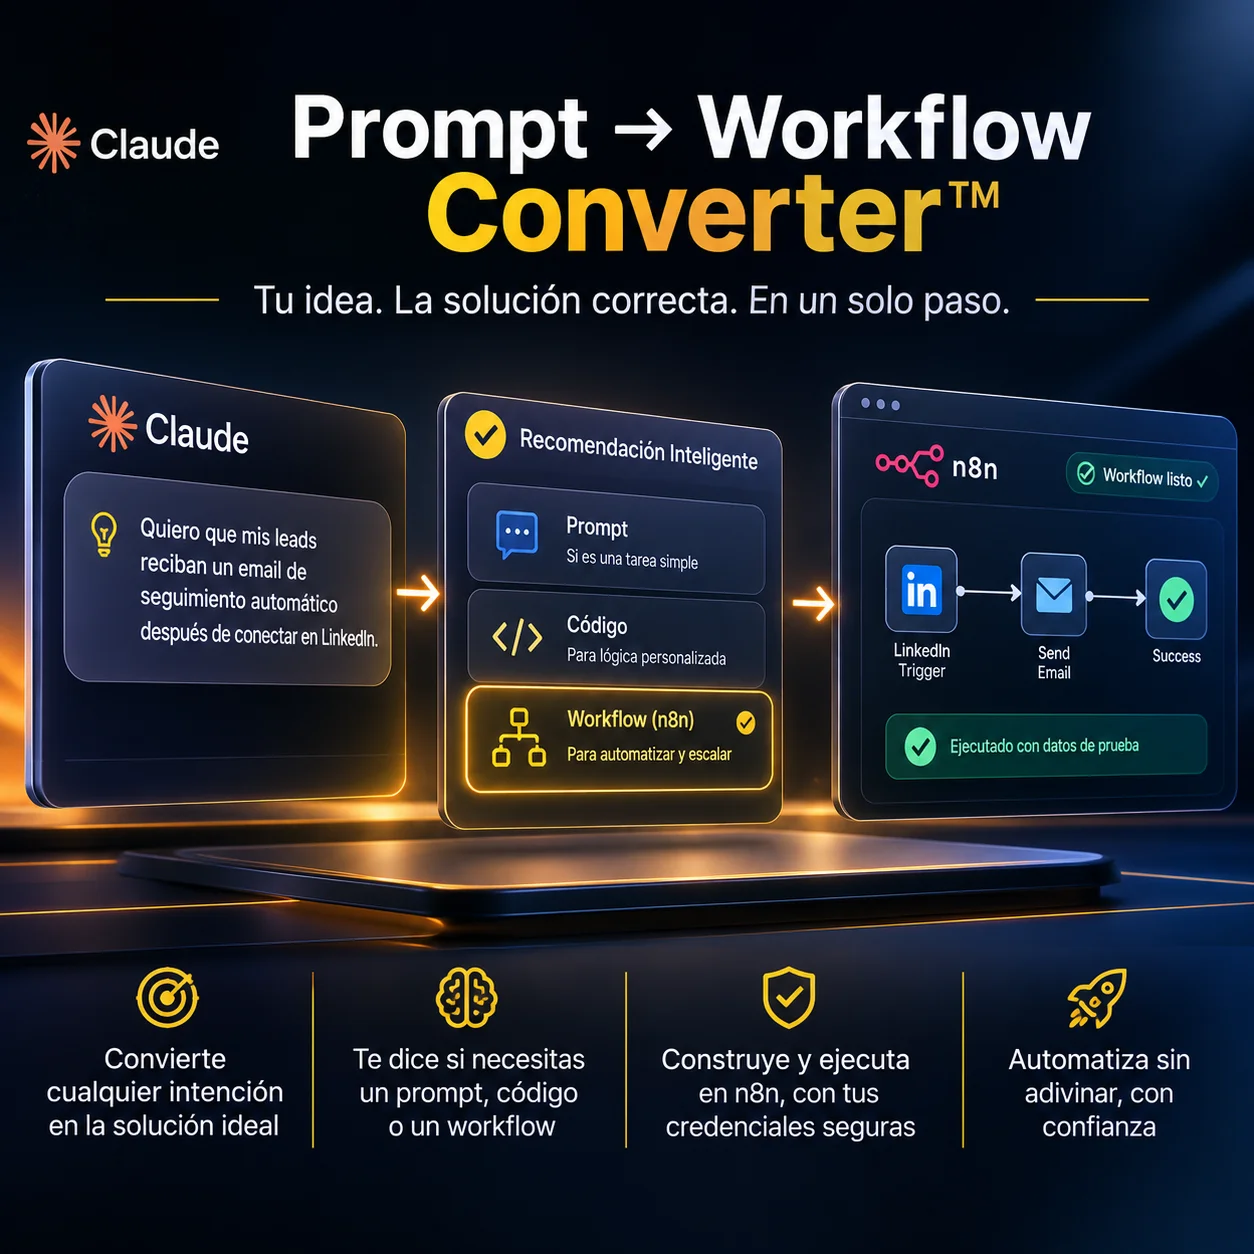 Claude
Prompt → Workflow
Converter™
Tu idea. La solución correcta. En un solo paso.
Claude
Quiero que mis leads
reciban un email de
seguimiento automático
después de conectar en LinkedIn.
Recomendación Inteligente
Prompt
Si es una tarea simple
</>
Código
Para lógica personalizada
Workflow (n8n)
Para automatizar y escalar
n8n
Workflow listo ✓
in
LinkedIn
Trigger
Send
Email
Success
Ejecutado con datos de prueba
Convierte
cualquier intención
en la solución ideal
Te dice si necesitas
un prompt, código
o un workflow
Construye y ejecuta
en n8n, con tus
credenciales seguras
Automatiza sin
adivinar, con
confianza